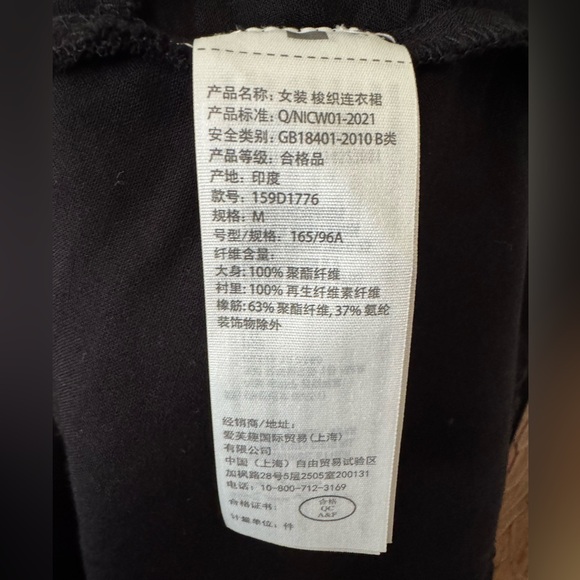 产品名称: 女装 梭织连衣裙
产品标准: Q/NICW01-2021
安全类别: GB18401-2010 B类
产品等级: 合格品
产地: 印度
款号: 159D1776
规格: M
号型/规格: 165/96A
纤维含量:
大身: 100% 聚酯纤维
衬里: 100% 再生纤维素纤维
橡筋: 63% 聚酯纤维, 37% 氨纶
装饰物除外
经销商/地址:
爱芙趣国际贸易(上海)
有限公司
中国（上海）自由贸易试验区
加枫路28号5层2505室200131
电话: 10-800-712-3169
合格证书:
合格
QC
A&F
计量单位: 件